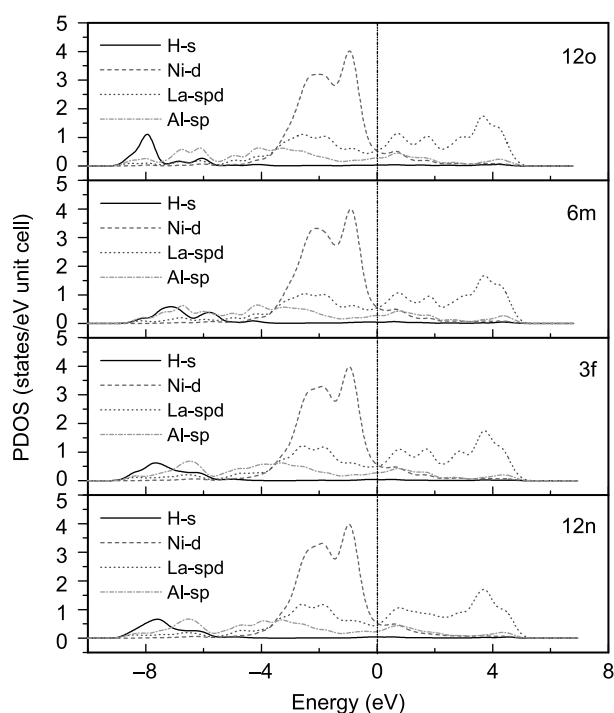 5
4
3
2
1
0
H-s
Ni-d
La-spd
Al-sp
12o
5
4
3
2
1
0
H-s
Ni-d
La-spd
Al-sp
6m
5
4
3
2
1
0
H-s
Ni-d
La-spd
Al-sp
3f
5
4
3
2
1
0
H-s
Ni-d
La-spd
Al-sp
12n
PDOS (states/eV unit cell)
−8 −4 0 4 8
Energy (eV)